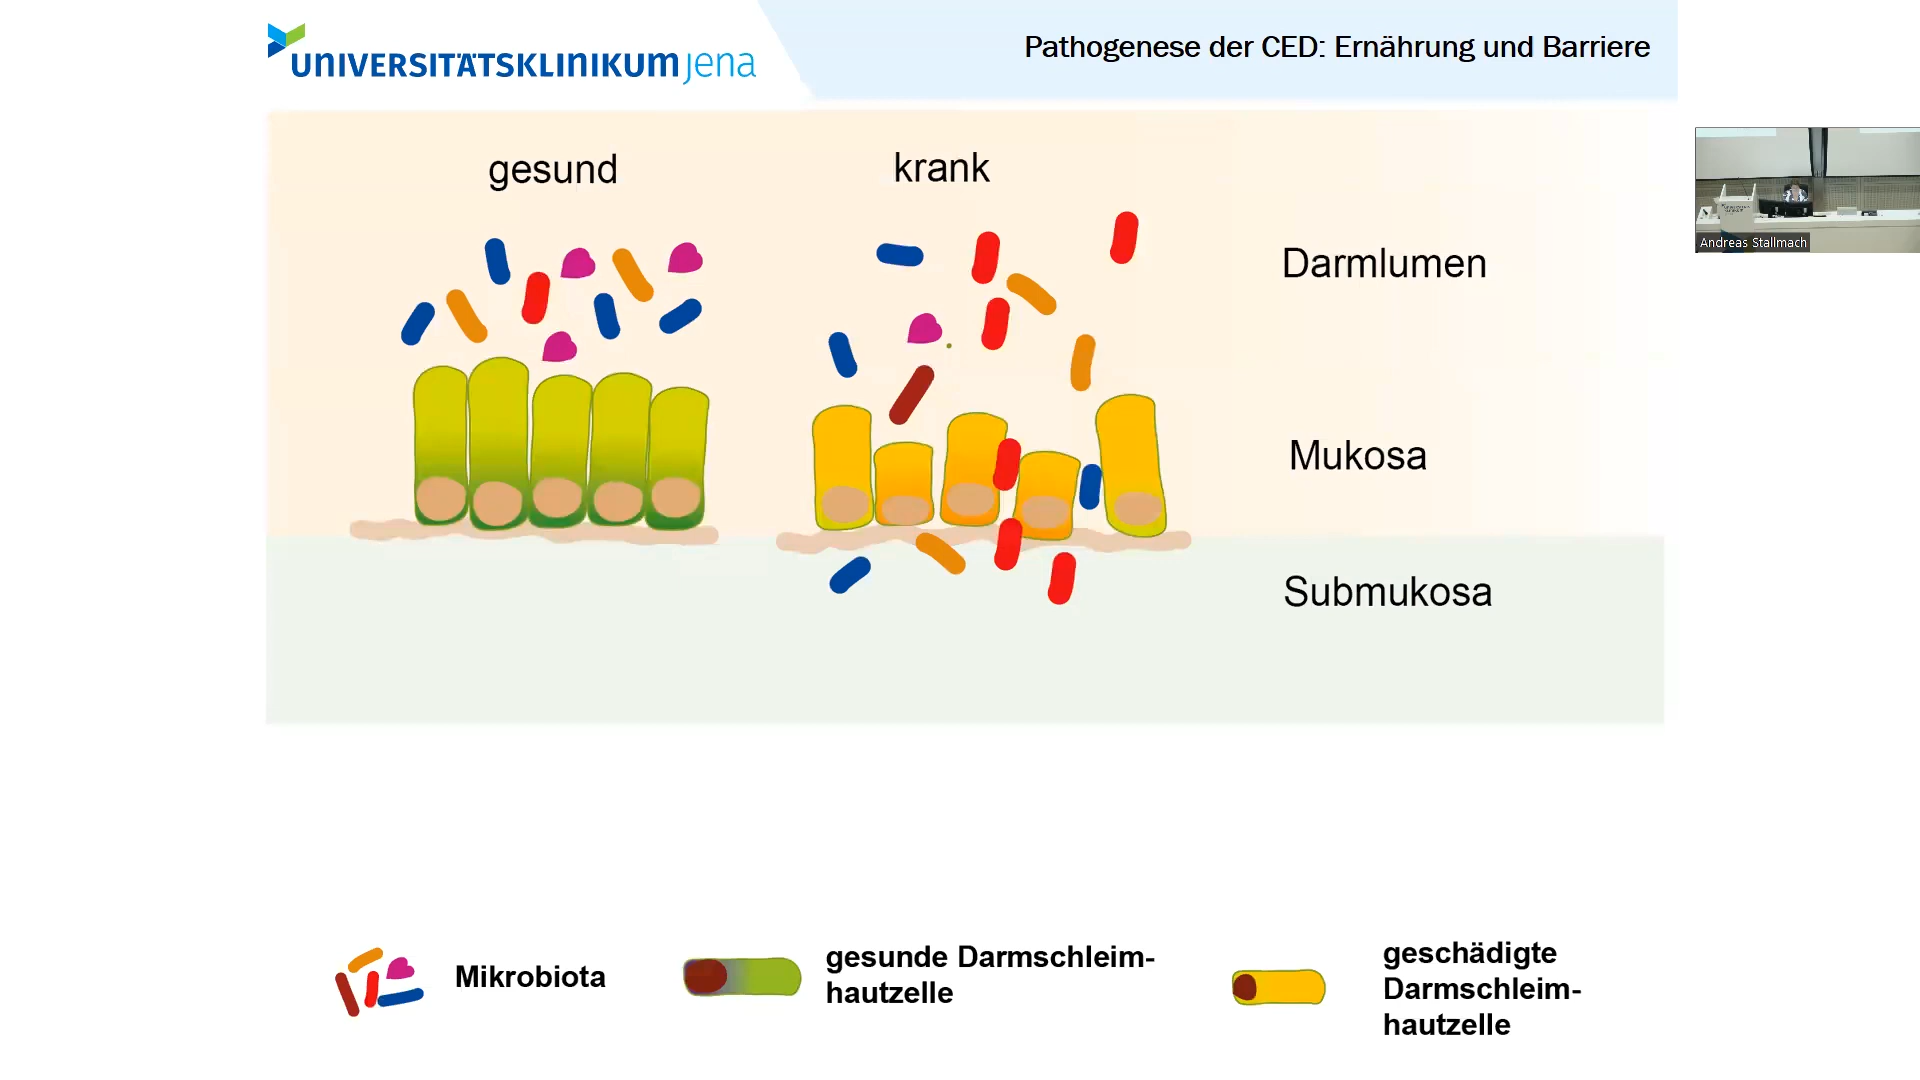 UNIVERSITÄTSKLINIKUM jena
Pathogenese der CED: Ernährung und Barriere
gesund
krank
Darmlumen
Andreas Stallmach
Mukosa
Submukosa
Mikrobiota
gesunde Darmschleim-
hautzelle
geschädigte
Darmschleim-
hautzelle